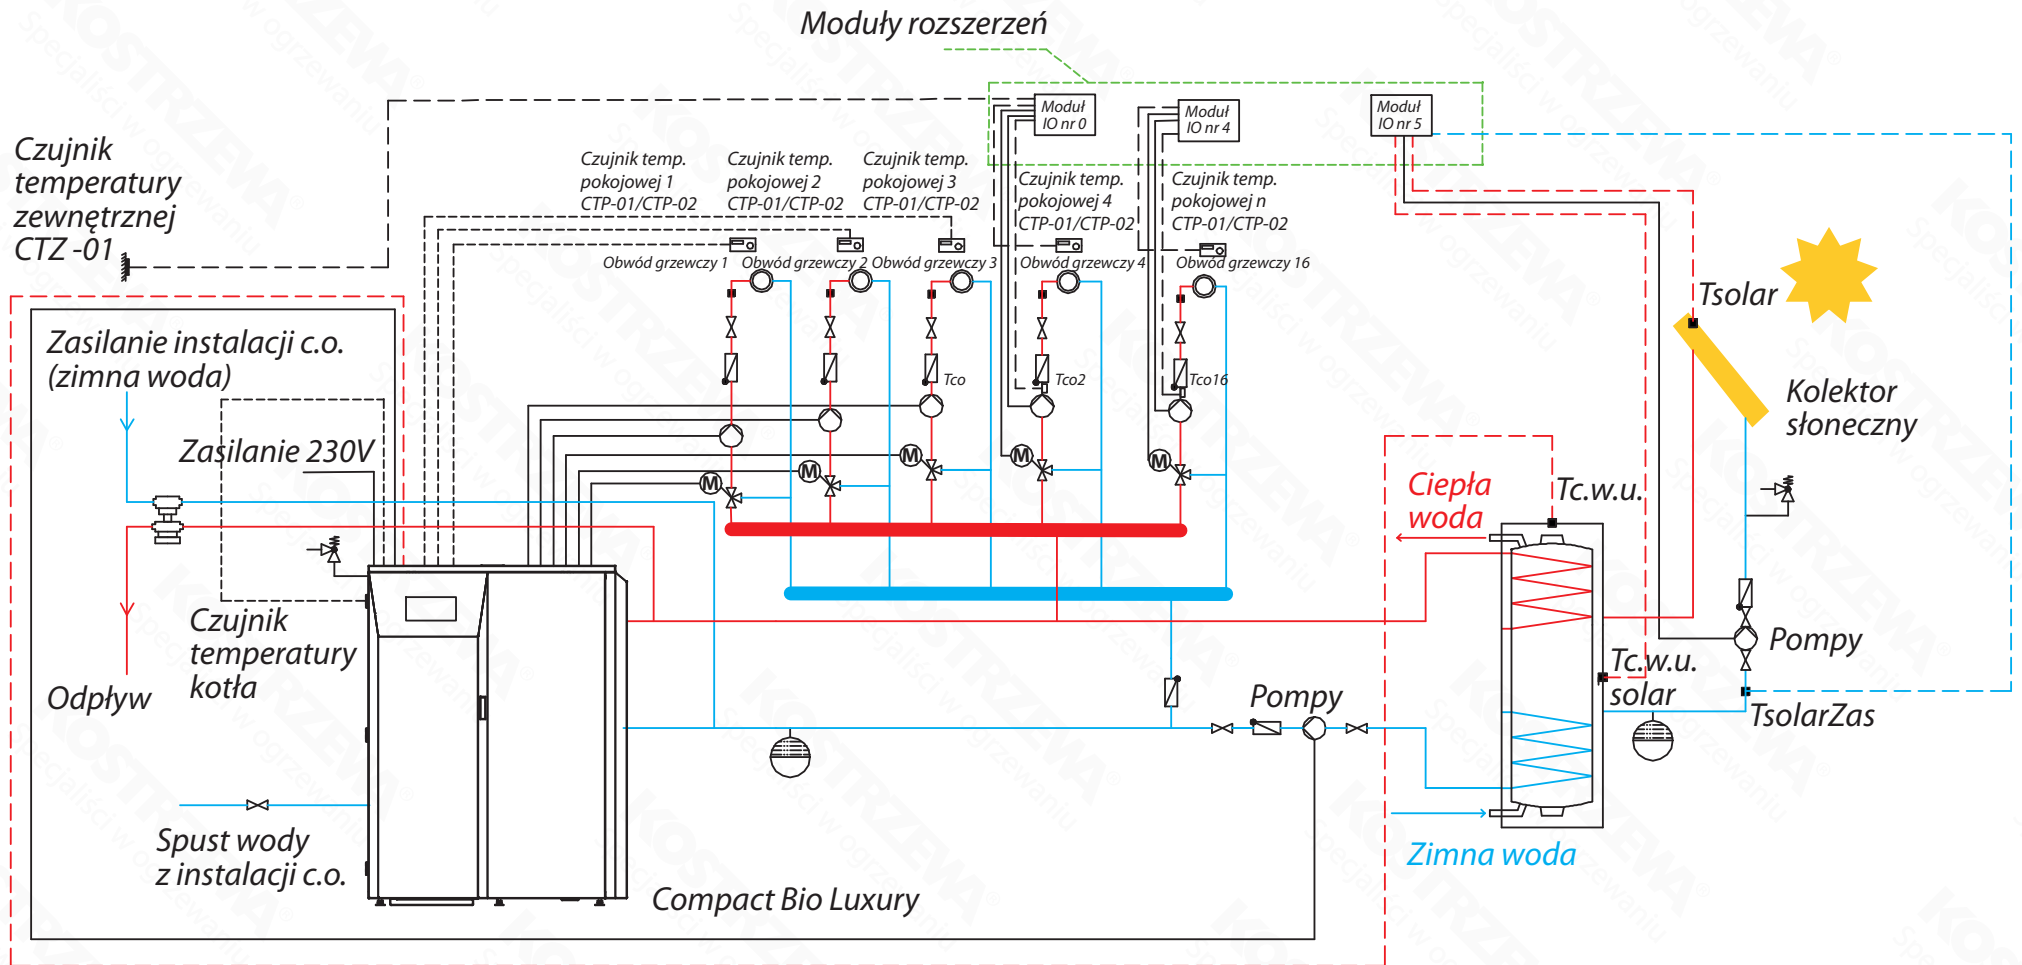 Moduły rozszerzeń
Moduł
IO nr 0
Moduł
IO nr 4
Moduł
IO nr 5
Czujnik
temperatury
zewnętrznej
CTZ -01
Czujnik temp.
pokojowej 1
CTP-01/CTP-02
Czujnik temp.
pokojowej 2
CTP-01/CTP-02
Czujnik temp.
pokojowej 3
CTP-01/CTP-02
Czujnik temp.
pokojowej 4
CTP-01/CTP-02
Czujnik temp.
pokojowej n
CTP-01/CTP-02
Obwód grzewczy 1
Obwód grzewczy 2
Obwód grzewczy 3
Obwód grzewczy 4
Obwód grzewczy 16
Tsolar
Zasilanie instalacji c.o.
(zimna woda)
Tco
Tco2
Tco16
Kolektor
słoneczny
Zasilanie 230V
M
M
M
M
M
Ciepła
woda
Tc.w.u.
Czujnik
temperatury
kotła
Odpływ
Pompy
Pompy
Tc.w.u.
solar
TsolarZas
Spust wody
z instalacji c.o.
Zimna woda
Compact Bio Luxury
KOSTRZEWA®
Specjaliści w ogrzewaniu